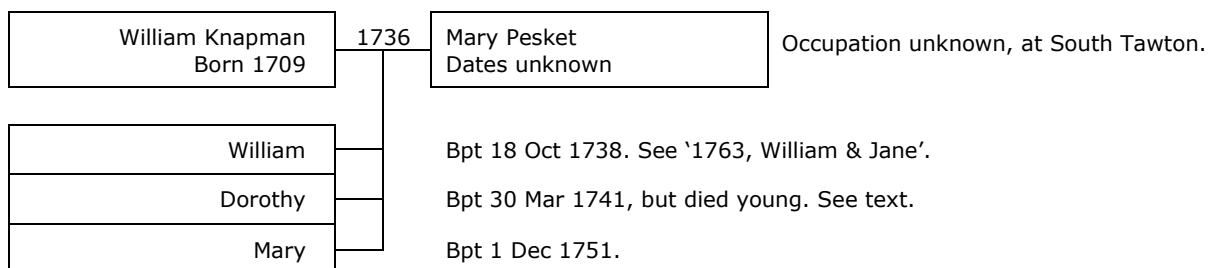 William Knapman 1736 Mary Pesket Occupation unknown, at South Tawton.
Born 1709 Dates unknown
William Bpt 18 Oct 1738. See ‘1763, William & Jane’.
Dorothy Bpt 30 Mar 1741, but died young. See text.
Mary Bpt 1 Dec 1751.